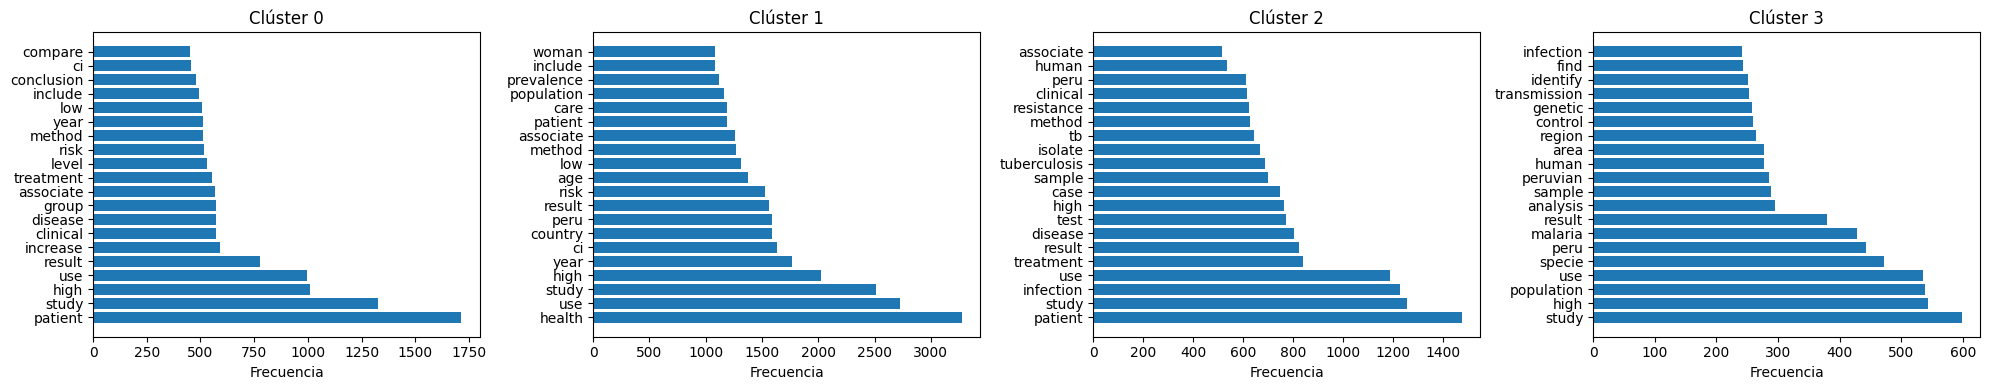 Clúster 0
compare
ci
conclusion
include
low
year
method
risk
level
treatment
associate
group
disease
clinical
increase
result
use
high
study
patient
0 250 500 750 1000 1250 1500 1750
Frecuencia
Clúster 1
woman
include
prevalence
population
care
patient
associate
method
low
age
risk
result
peru
country
ci
year
high
study
use
health
0 500 1000 1500 2000 2500 3000
Frecuencia
Clúster 2
associate
human
peru
clinical
resistance
method
tb
isolate
tuberculosis
sample
case
high
test
disease
result
treatment
use
infection
study
patient
0 200 400 600 800 1000 1200 1400
Frecuencia
Clúster 3
infection
find
identify
transmission
genetic
control
region
area
human
peruvian
sample
analysis
result
malaria
peru
specie
use
population
high
study
0 100 200 300 400 500 600
Frecuencia